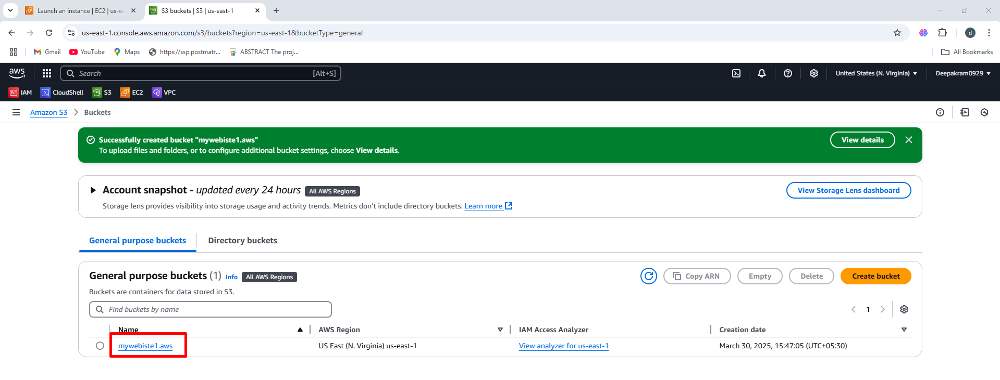 Launch an instance | EC2 | us-ea
S3 buckets | S3 | us-east-1
us-east-1.console.aws.amazon.com/s3/buckets?region=us-east-1&bucketType=general
d
Gmail
YouTube
Maps
https://ssp.postmatr...
ABSTRACT The proj...
All Bookmarks
aws
Search
[Alt+S]
United States (N. Virginia)
Deepakram0929
IAM
CloudShell
S3
EC2
VPC
Amazon S3
Buckets
Successfully created bucket "mywebiste1.aws"
To upload files and folders, or to configure additional bucket settings, choose View details.
View details
Account snapshot - updated every 24 hours
All AWS Regions
View Storage Lens dashboard
Storage lens provides visibility into storage usage and activity trends. Metrics don't include directory buckets. Learn more
General purpose buckets
Directory buckets
General purpose buckets (1)
Info
All AWS Regions
Copy ARN
Empty
Delete
Create bucket
Buckets are containers for data stored in S3.
Find buckets by name
1
Name
AWS Region
IAM Access Analyzer
Creation date
mywebiste1.aws
US East (N. Virginia) us-east-1
View analyzer for us-east-1
March 30, 2025, 15:47:05 (UTC+05:30)